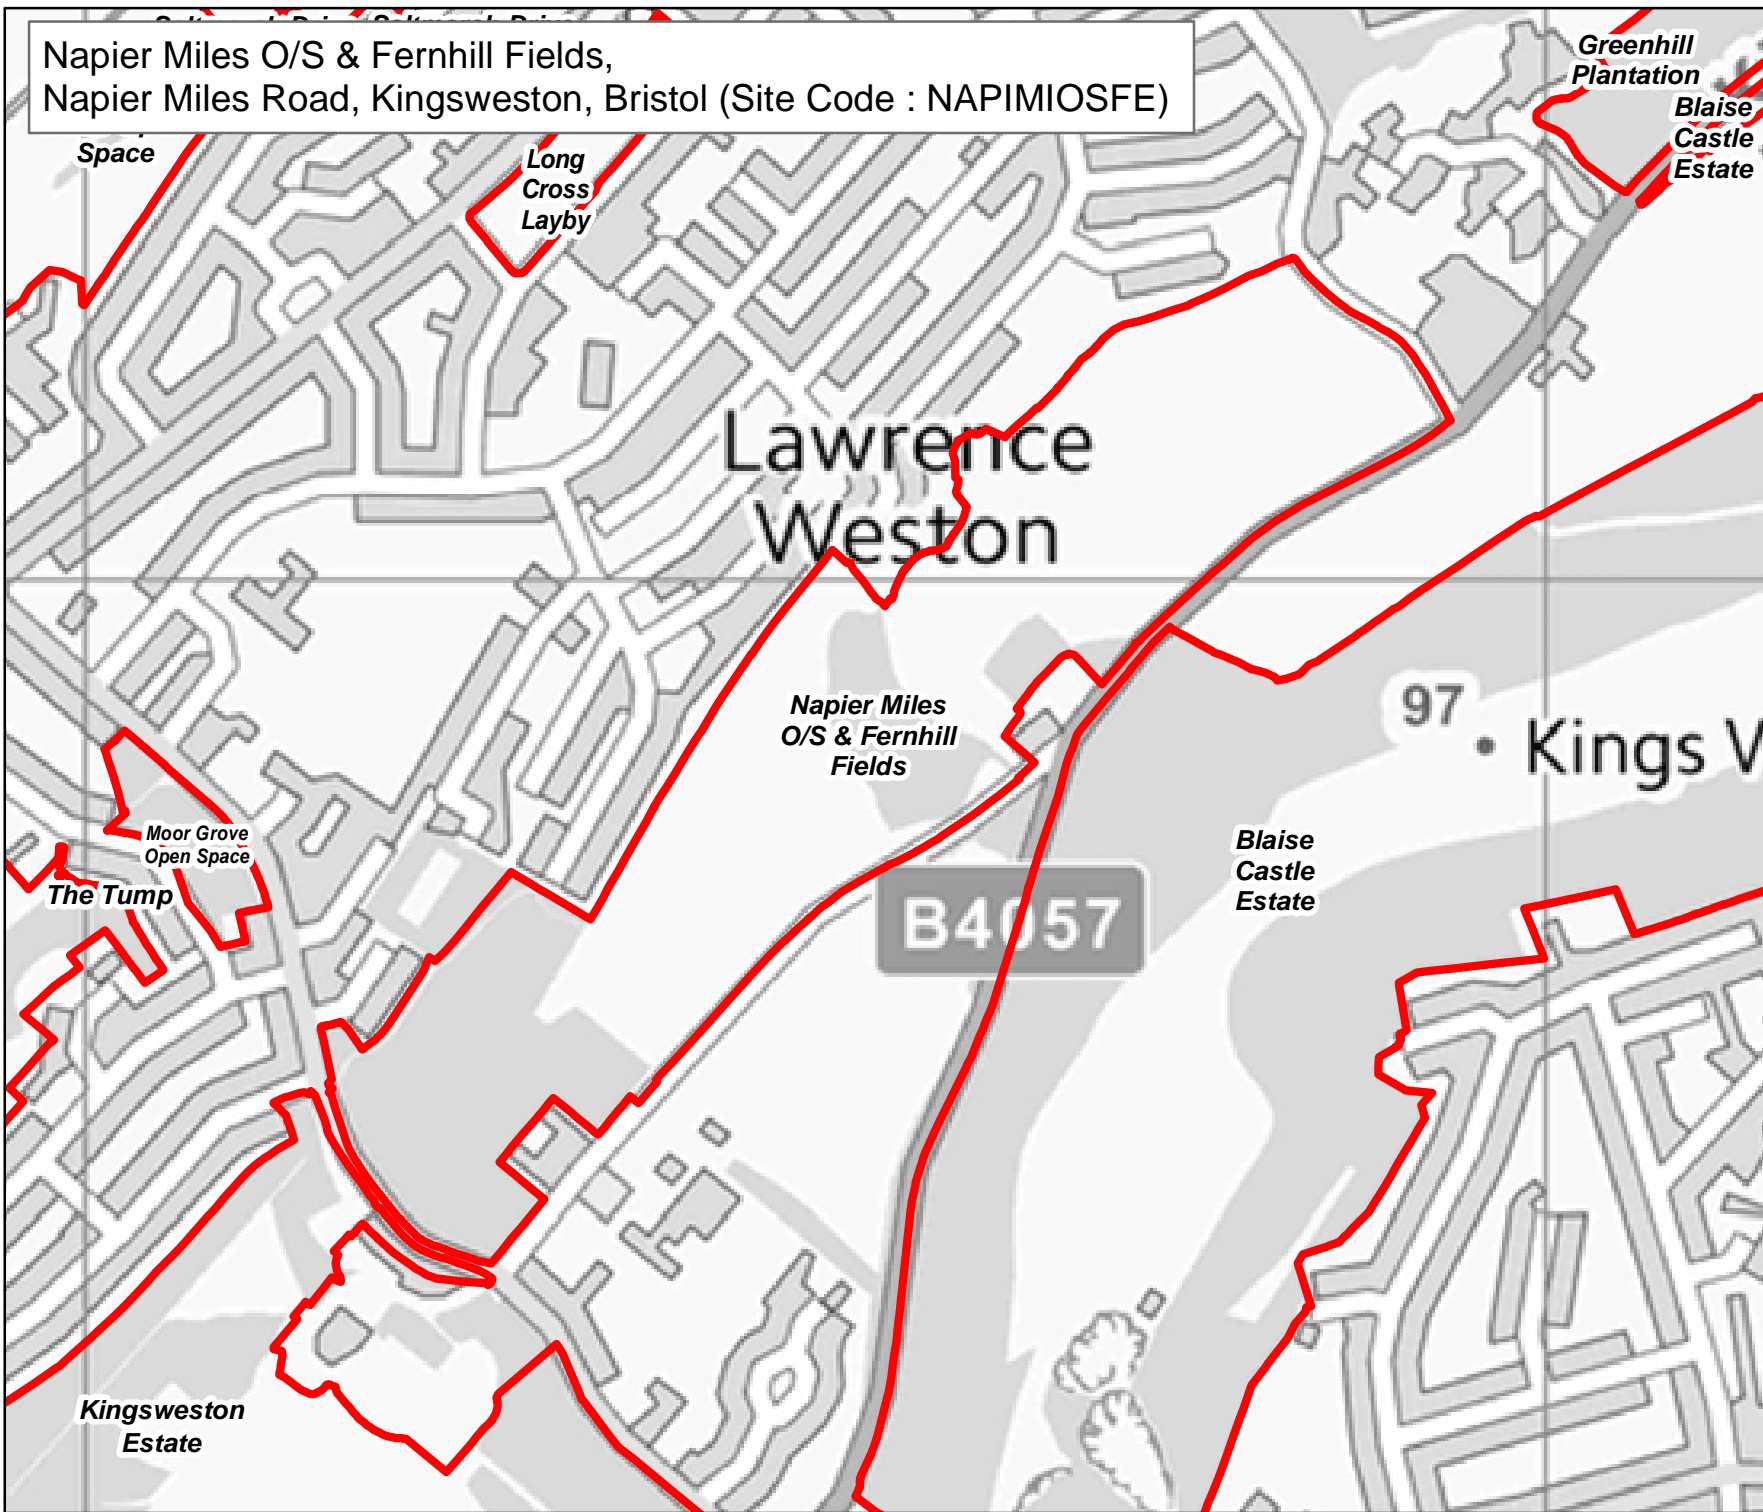 Napier Miles O/S & Fernhill Fields,
Napier Miles Road, Kingsweston, Bristol (Site Code : NAPIMIOSFE)
Space
Long
Cross
Layby
Greenhill
Plantation
Blaise
Castle
Estate
Lawrence
Weston
Napier Miles
O/S & Fernhill
Fields
97
Kings
Moor Grove
Open Space
The Tump
Blaise
Castle
Estate
B4057
Kingsweston
Estate